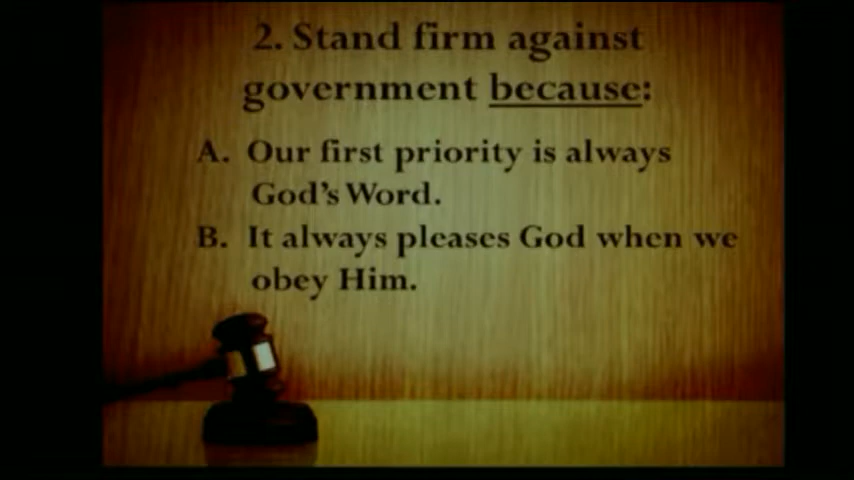 2. Stand firm against
government because:
A. Our first priority is always
God's Word.
B. It always pleases God when we
obey Him.